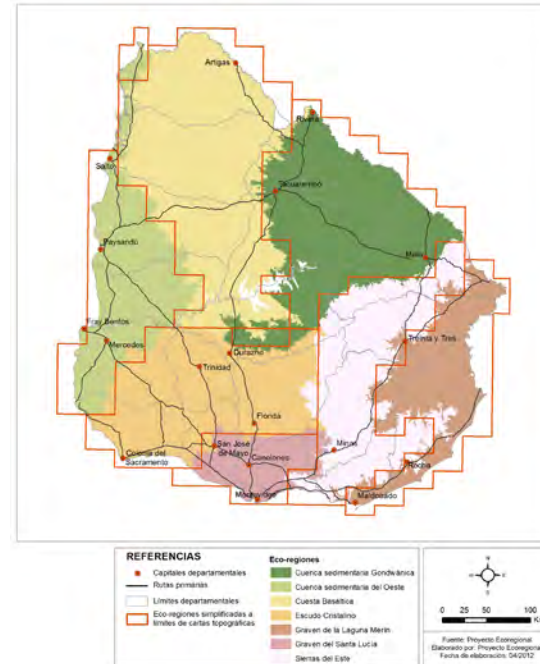 Artigas
Rivera
Salto
Tacuarembó
Paysandú
Melo
Fray Bentos
Mercedes
Durazno
Treinta y Tres
Trinidad
Florida
San José
de Mayo
Colonia del
Sacramento
Minas
Canelones
Rocha
Montevideo
Maldonado
REFERENCIAS
Capitales departamentales
Rutas primarias
Límites departamentales
Eco-regiones simplificadas a
límites de cartas topográficas
Eco-regiones
Cuenca sedimentaria Gondwánica
Cuenca sedimentaria del Oeste
Cuesta Basáltica
Escudo Cristalino
Graven de la Laguna Merin
Graven del Santa Lucía
Sierras del Este
N
0 25 50 100
Fuente: Proyecto Ecoregional
Elaborado por: Proyecto Ecoregional
Fecha de elaboración: 04/2012